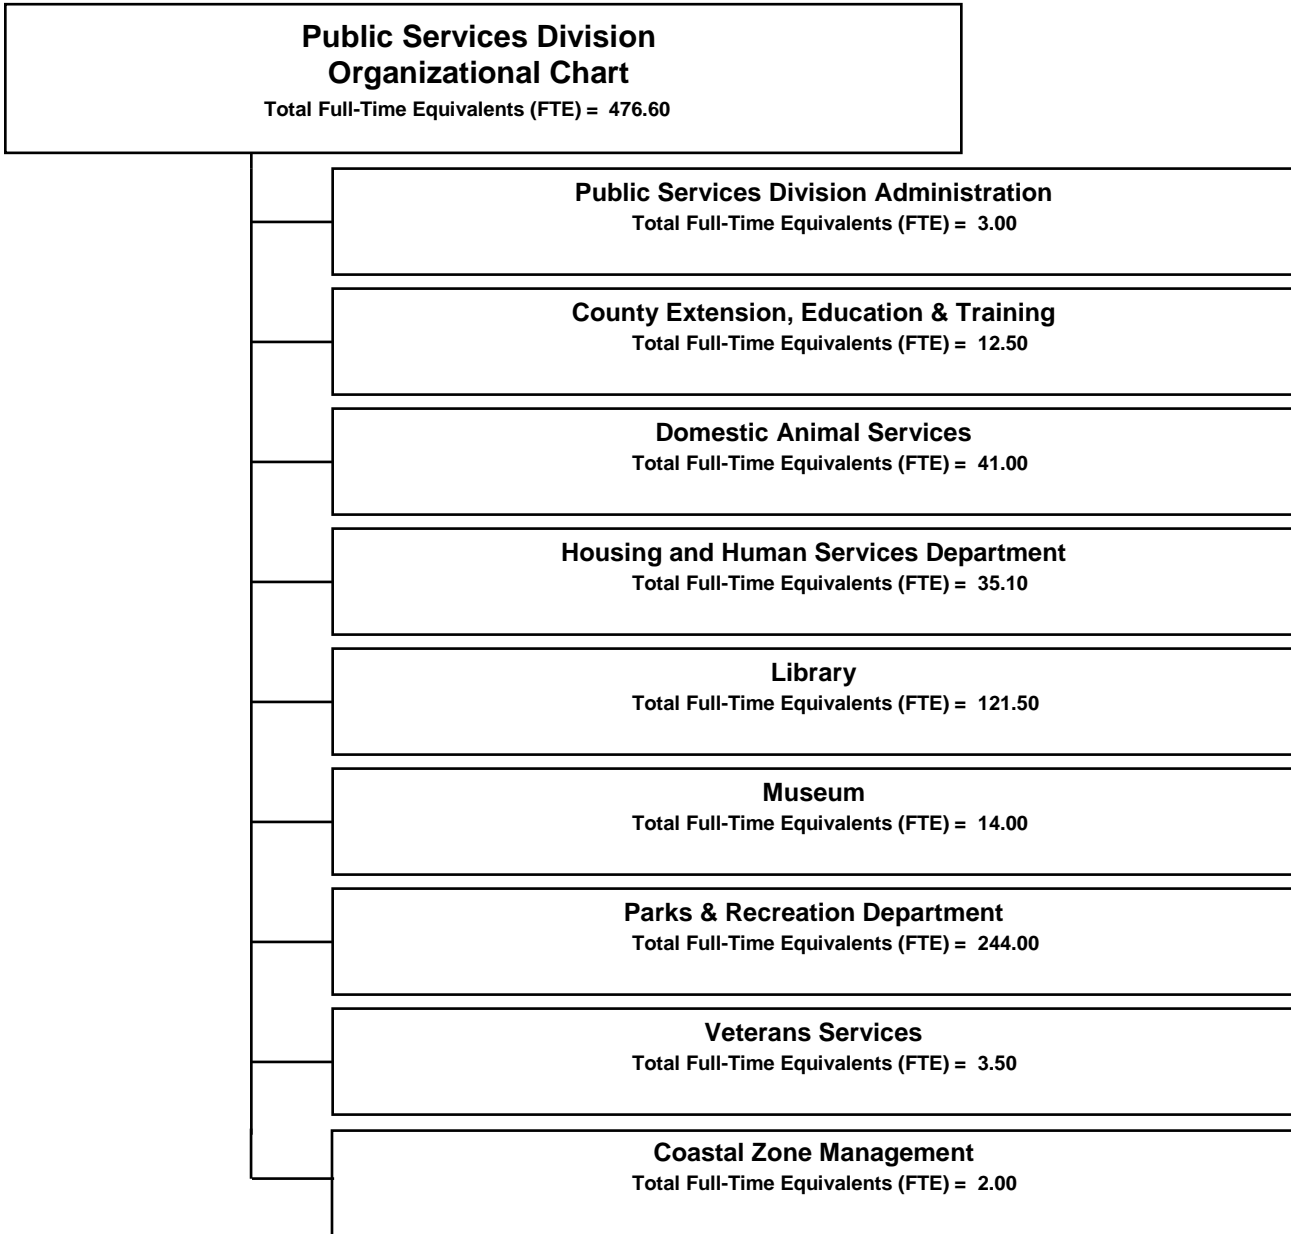 Public Services Division
Organizational Chart
Total Full-Time Equivalents (FTE) = 476.60
Public Services Division Administration
Total Full-Time Equivalents (FTE) = 3.00
County Extension, Education & Training
Total Full-Time Equivalents (FTE) = 12.50
Domestic Animal Services
Total Full-Time Equivalents (FTE) = 41.00
Housing and Human Services Department
Total Full-Time Equivalents (FTE) = 35.10
Library
Total Full-Time Equivalents (FTE) = 121.50
Museum
Total Full-Time Equivalents (FTE) = 14.00
Parks & Recreation Department
Total Full-Time Equivalents (FTE) = 244.00
Veterans Services
Total Full-Time Equivalents (FTE) = 3.50
Coastal Zone Management
Total Full-Time Equivalents (FTE) = 2.00